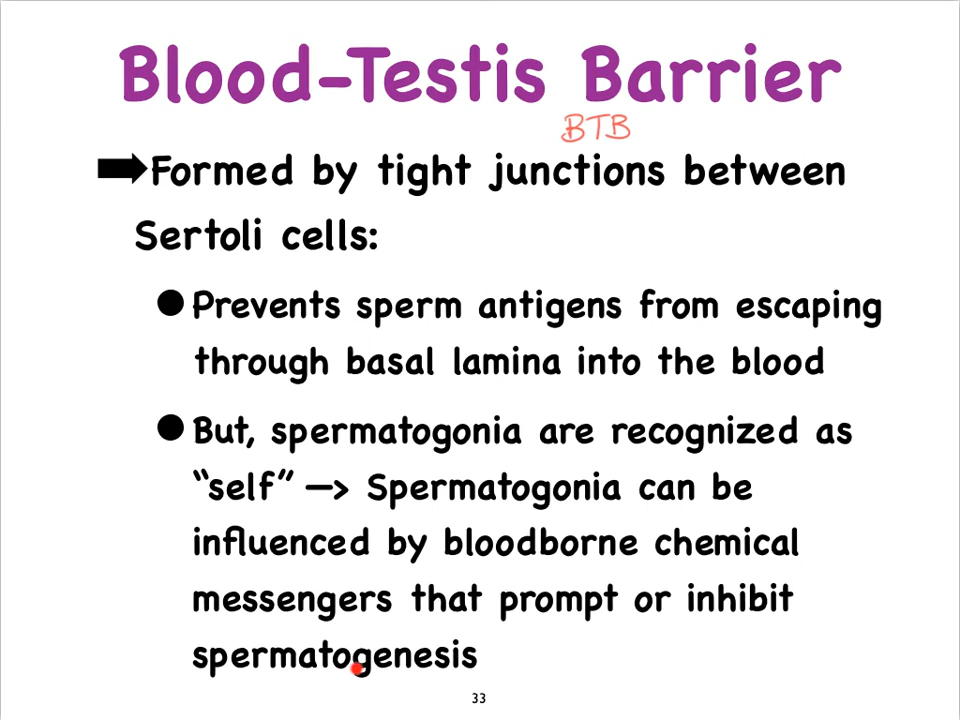 Blood-Testis Barrier
BTB
➡Formed by tight junctions between
Sertoli cells:
●Prevents sperm antigens from escaping
through basal lamina into the blood
●But, spermatogonia are recognized as
“self” —> Spermatogonia can be
influenced by bloodborne chemical
messengers that prompt or inhibit
spermatogenesis
33